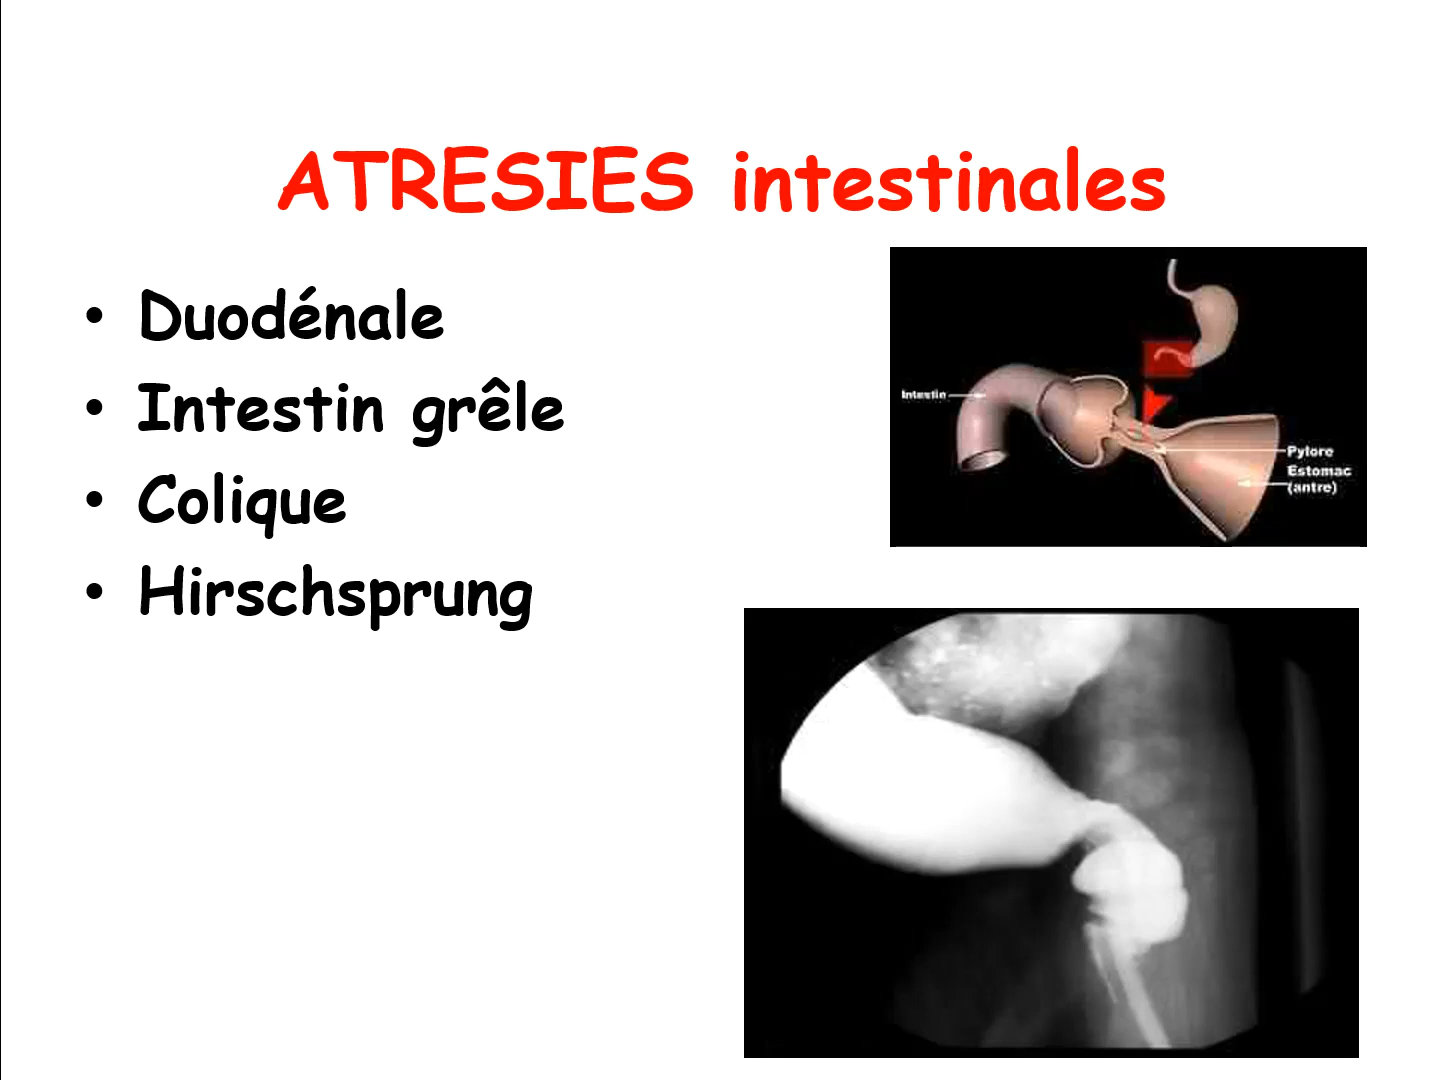 ATRESIES intestinales
• Duodénale
• Intestin grêle
• Colique
• Hirschsprung
Intestin
Pylore
Estomac
(antre)